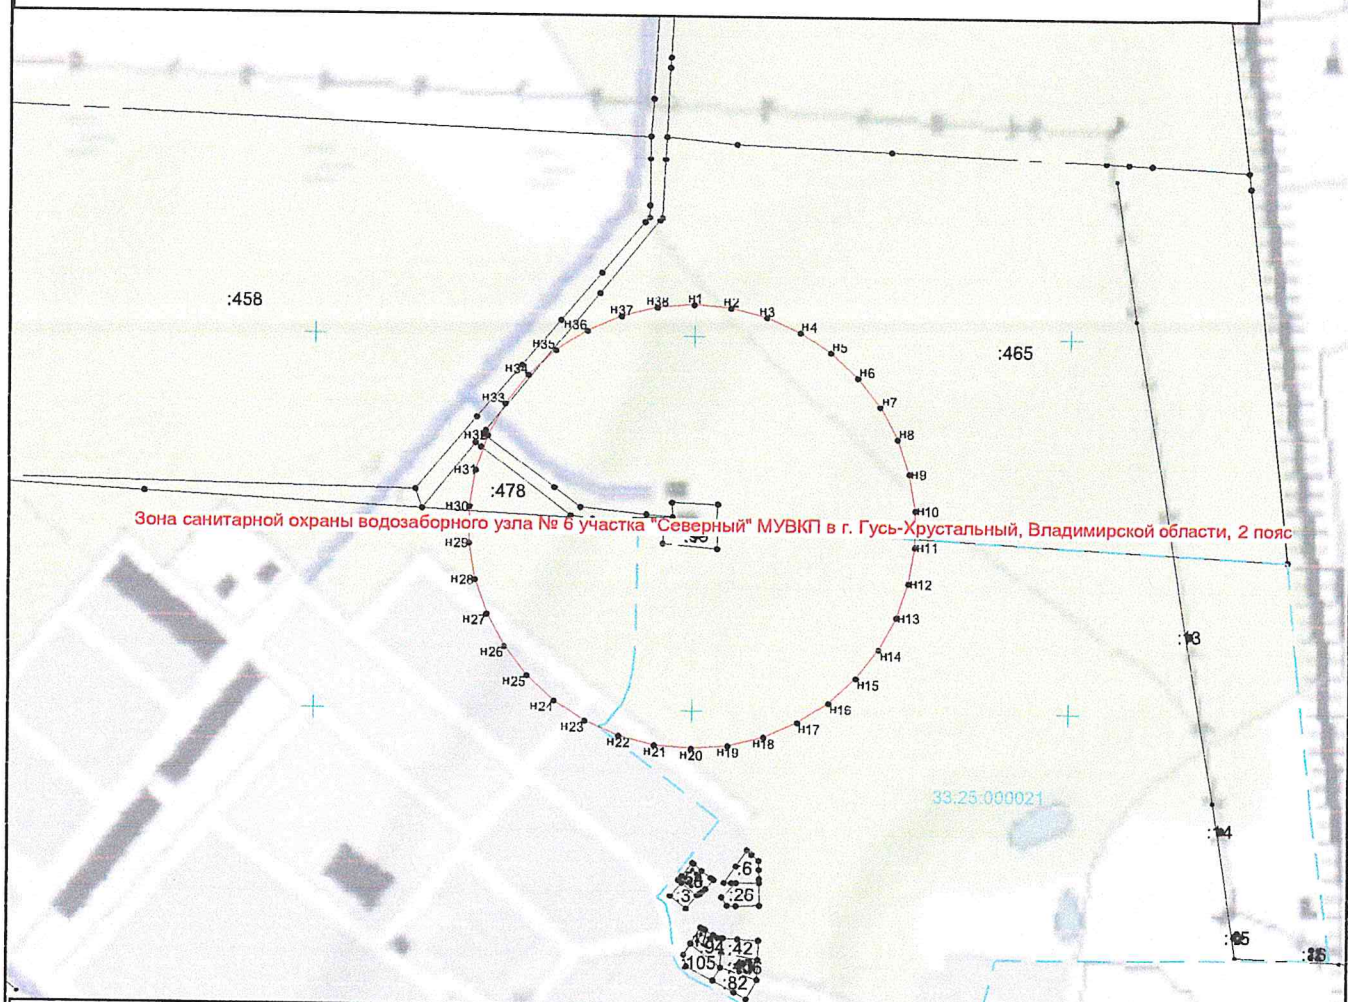 :458
н38
н1
н2
н37
н3
н36
н4
н35
н5
:465
н34
н6
н33
н7
н32
н8
н31
н9
:478
н30
н10
Зона санитарной охраны водозаборного узла № 6 участка "Северный" МУВКП в г. Гусь-Хрустальный, Владимирской области, 2 пояс
н29
н11
н28
н12
н27
н13
:13
н26
н14
н25
н15
н24
н16
н23
н17
н22
н18
н21
н20
н19
33:25:000021
:14
:6
:3
:26
:94
:42
:105
:82